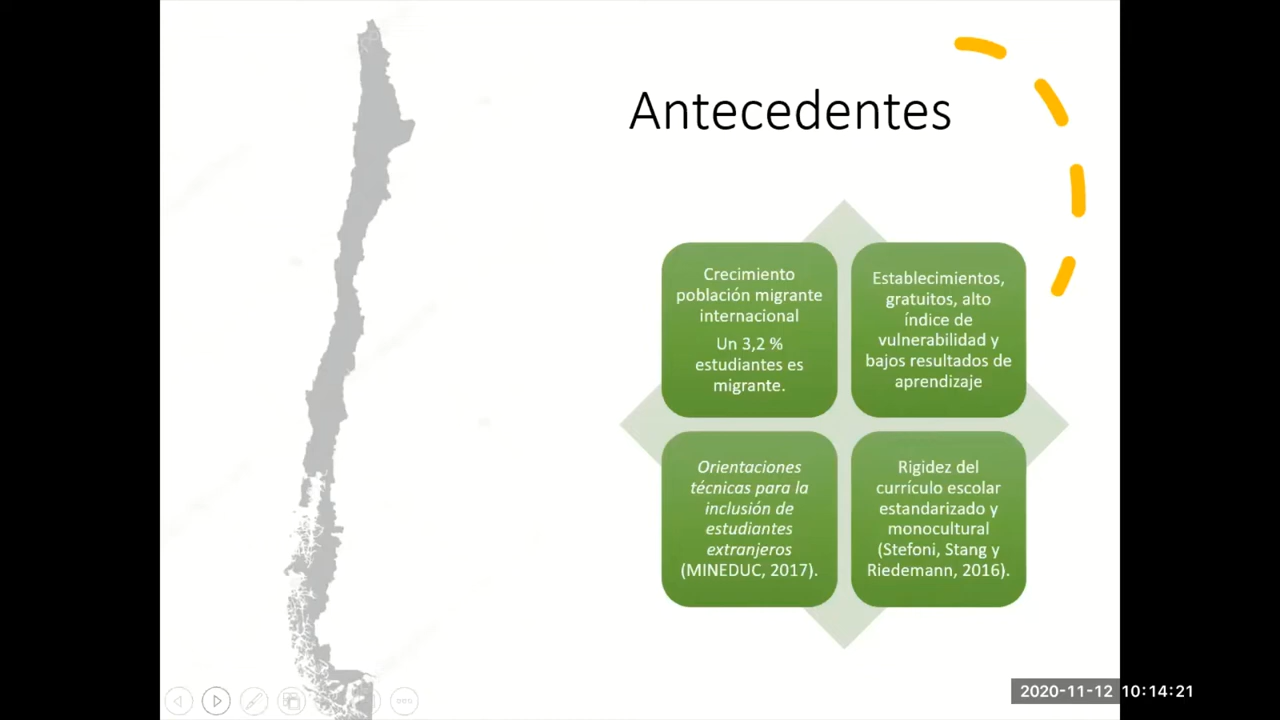 Antecedentes
Crecimiento
población migrante
internacional
Un 3,2 %
estudiantes es
migrante.
Establecimientos,
gratuitos, alto
índice de
vulnerabilidad y
bajos resultados de
aprendizaje
Orientaciones
técnicas para la
inclusión de
estudiantes
extranjeros
(MINEDUC, 2017).
Rigidez del
currículo escolar
estandarizado y
monocultural
(Stefoni, Stang y
Riedemann, 2016).
2020-11-12 10:14:21